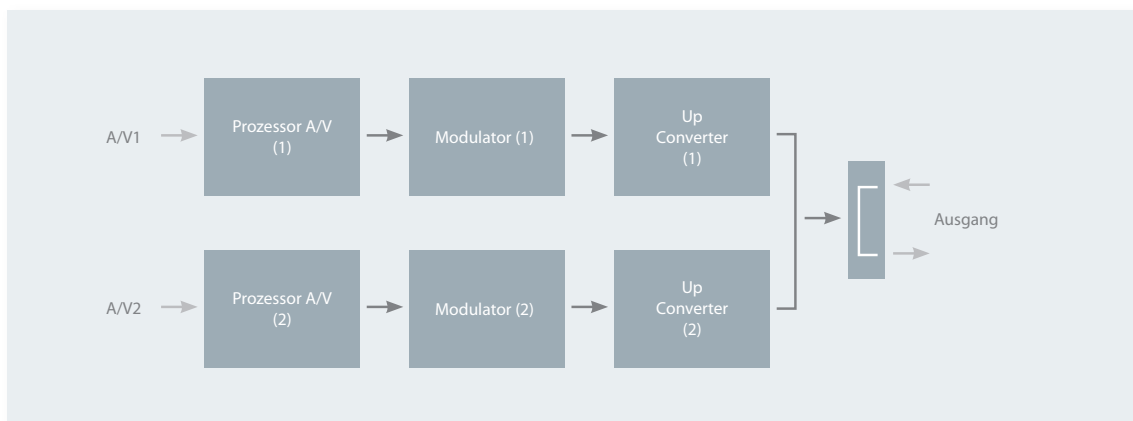 A/V1
Prozessor A/V
(1)
Modulator (1)
Up
Converter
(1)
Ausgang
A/V2
Prozessor A/V
(2)
Modulator (2)
Up
Converter
(2)